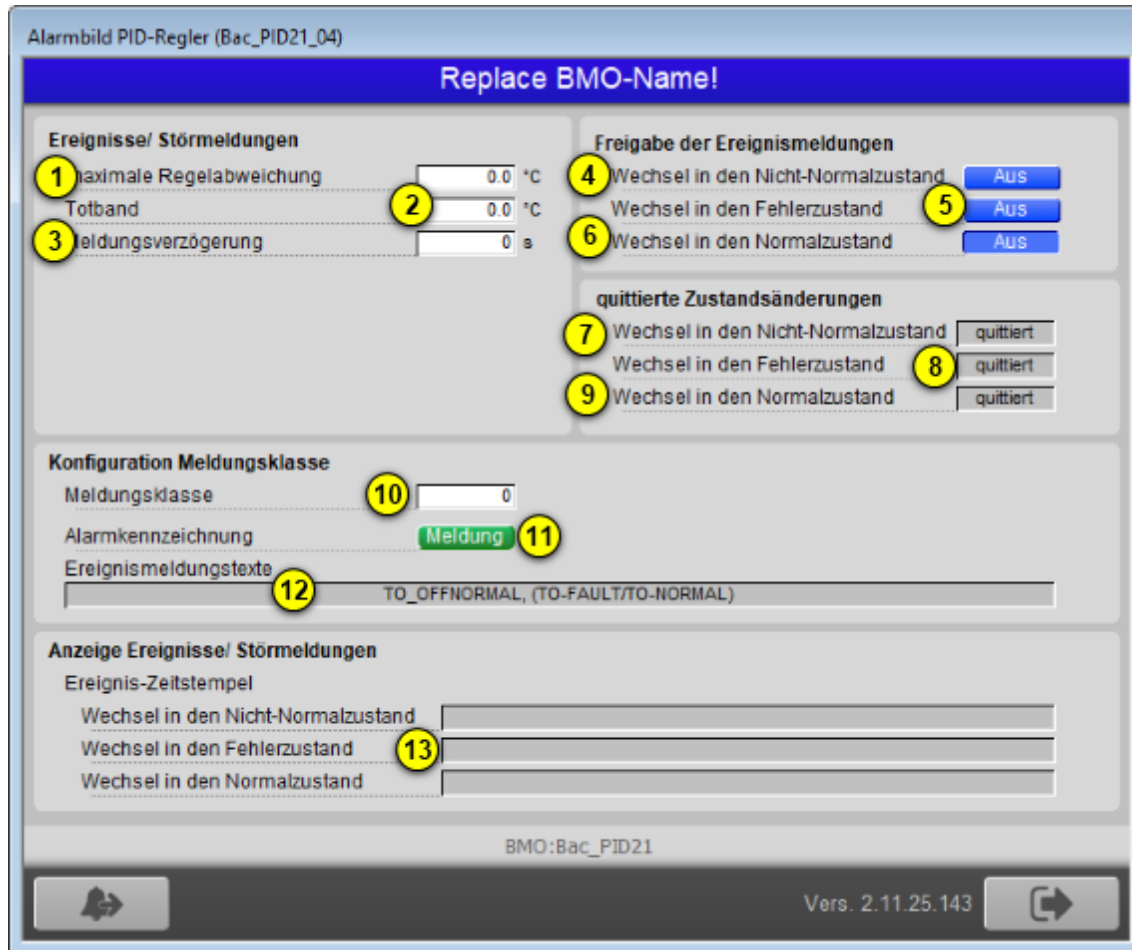 Alarmbild PID-Regler (Bac_PID21_04)
Replace BMO-Name!
Ereignisse/ Störmeldungen
1 maximale Regelabweichung 0.0 °C
Totband 2 0.0 °C
3 Meldungsverzögerung 0 s
Freigabe der Ereignismeldungen
4 Wechsel in den Nicht-Normalzustand Aus
Wechsel in den Fehlerzustand 5 Aus
6 Wechsel in den Normalzustand Aus
quittierte Zustandsänderungen
7 Wechsel in den Nicht-Normalzustand quittiert
Wechsel in den Fehlerzustand 8 quittiert
9 Wechsel in den Normalzustand quittiert
Konfiguration Meldungsklasse
Meldungsklasse 10 0
Alarmkennzeichnung Meldung 11
Ereignismeldungstexte
12 TO_OFFNORMAL, (TO-FAULT/TO-NORMAL)
Anzeige Ereignisse/ Störmeldungen
Ereignis-Zeitstempel
Wechsel in den Nicht-Normalzustand
Wechsel in den Fehlerzustand 13
Wechsel in den Normalzustand
BMO:Bac_PID21
Vers. 2.11.25.143